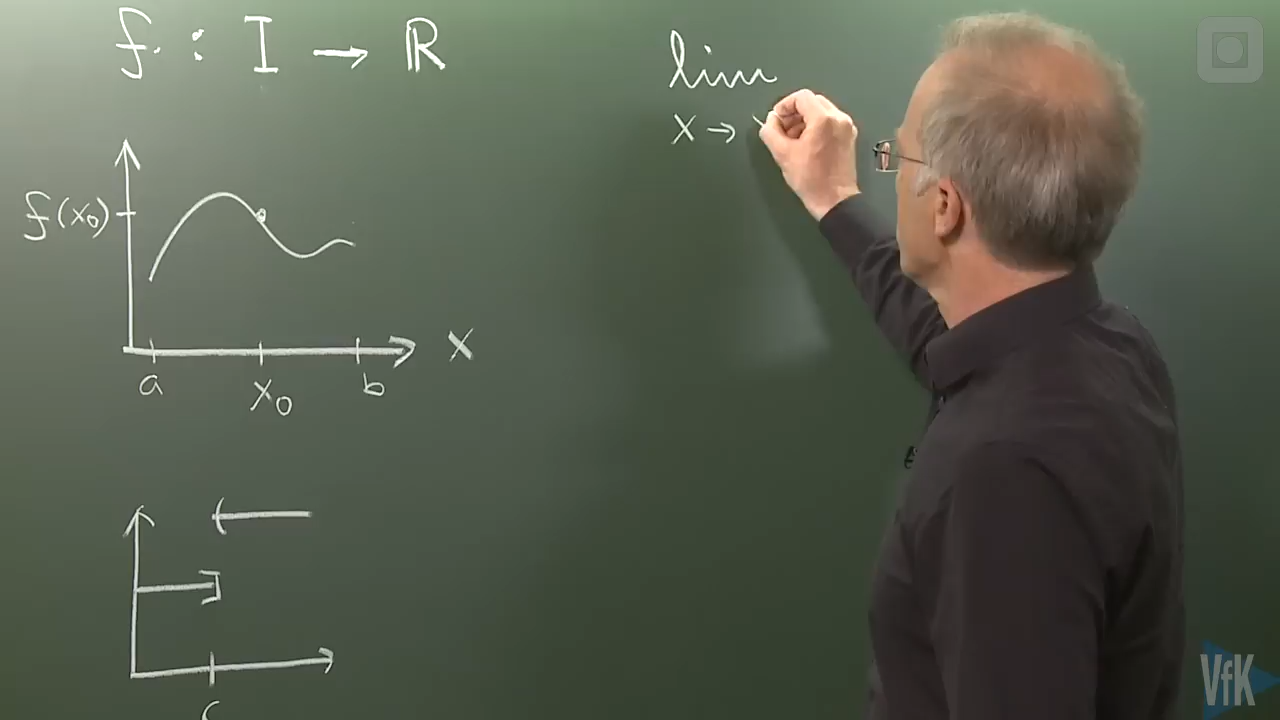 f : I → ℝ
lim
x →
f(x₀)
x
a
x₀
b
VfK